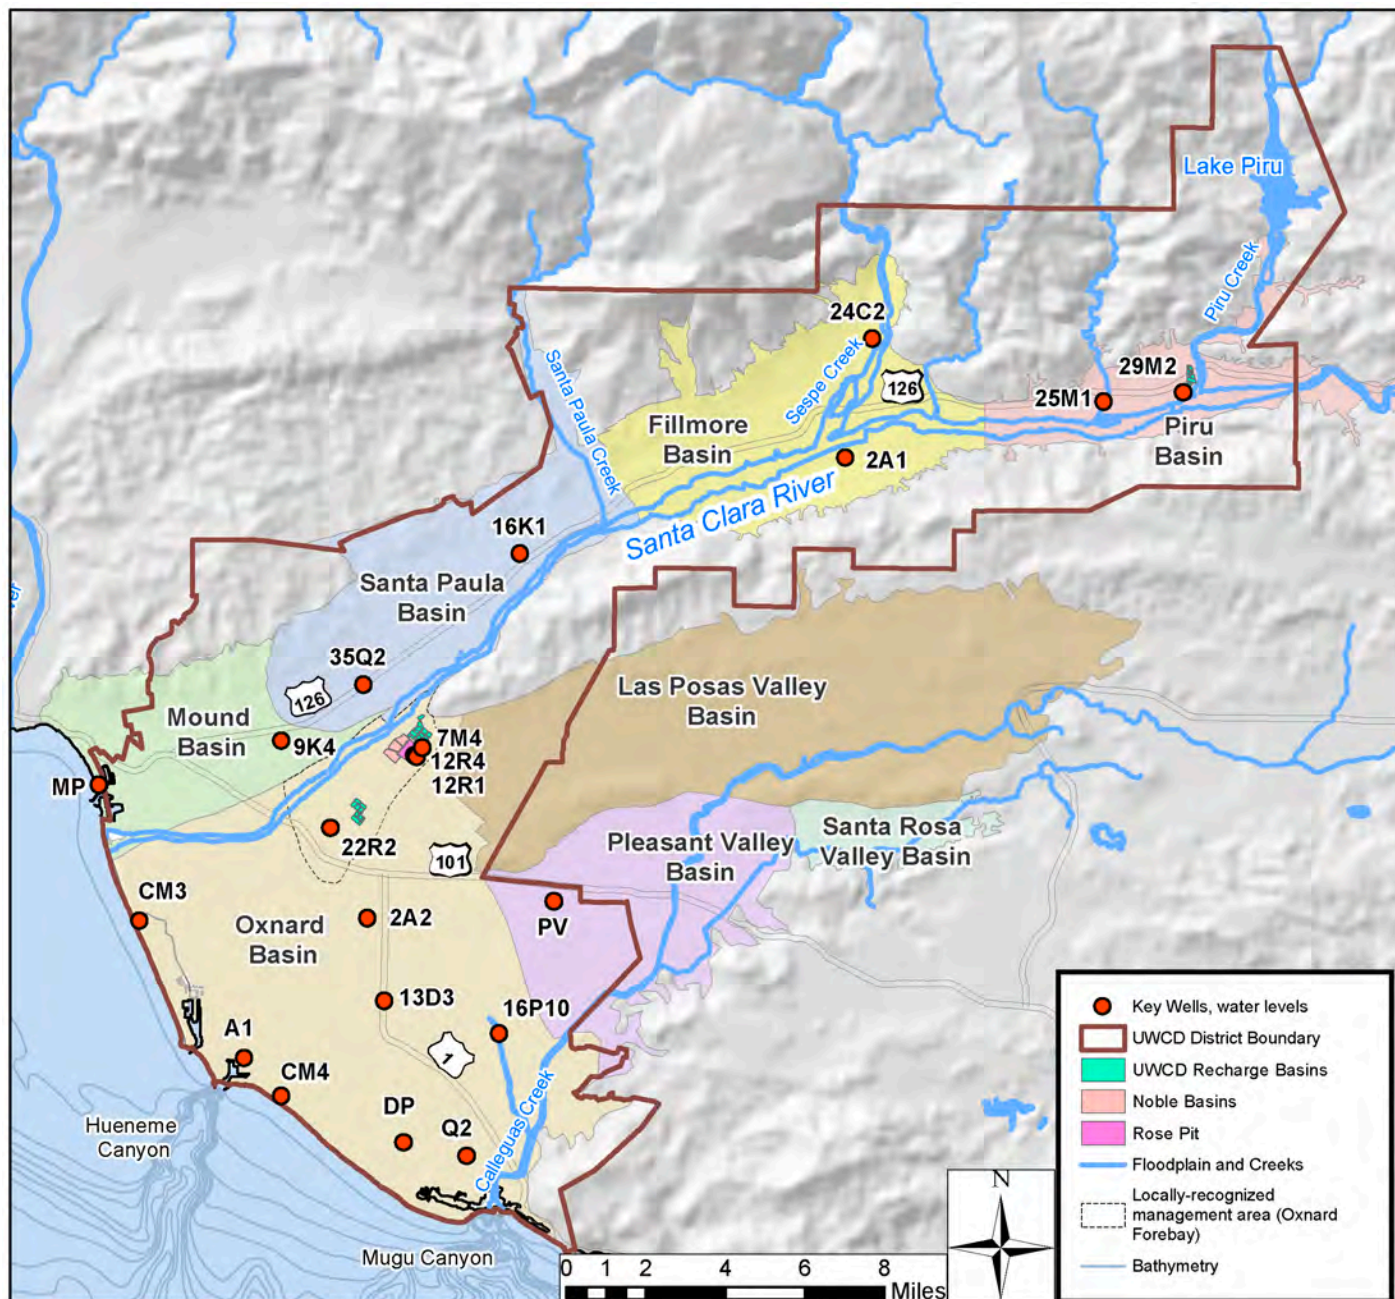 Lake Piru
Piru Creek
24C2
Santa Paula Creek
Sespe Creek
126
29M2
25M1
Fillmore
Basin
Piru
Basin
2A1
Santa Clara River
16K1
Santa Paula
Basin
35Q2
126
Las Posas Valley
Basin
Mound
Basin
9K4
7M4
12R4
12R1
MP
22R2
101
Pleasant Valley
Basin
Santa Rosa
Valley Basin
CM3
2A2
PV
Oxnard
Basin
13D3
16P10
A1
1
CM4
Calleguas Creek
DP
Q2
Hueneme
Canyon
Mugu Canyon
Key Wells, water levels
UWCD District Boundary
UWCD Recharge Basins
Noble Basins
Rose Pit
Floodplain and Creeks
Locally-recognized
management area (Oxnard
Forebay)
Bathymetry
N
0 1 2 4 6 8
Miles